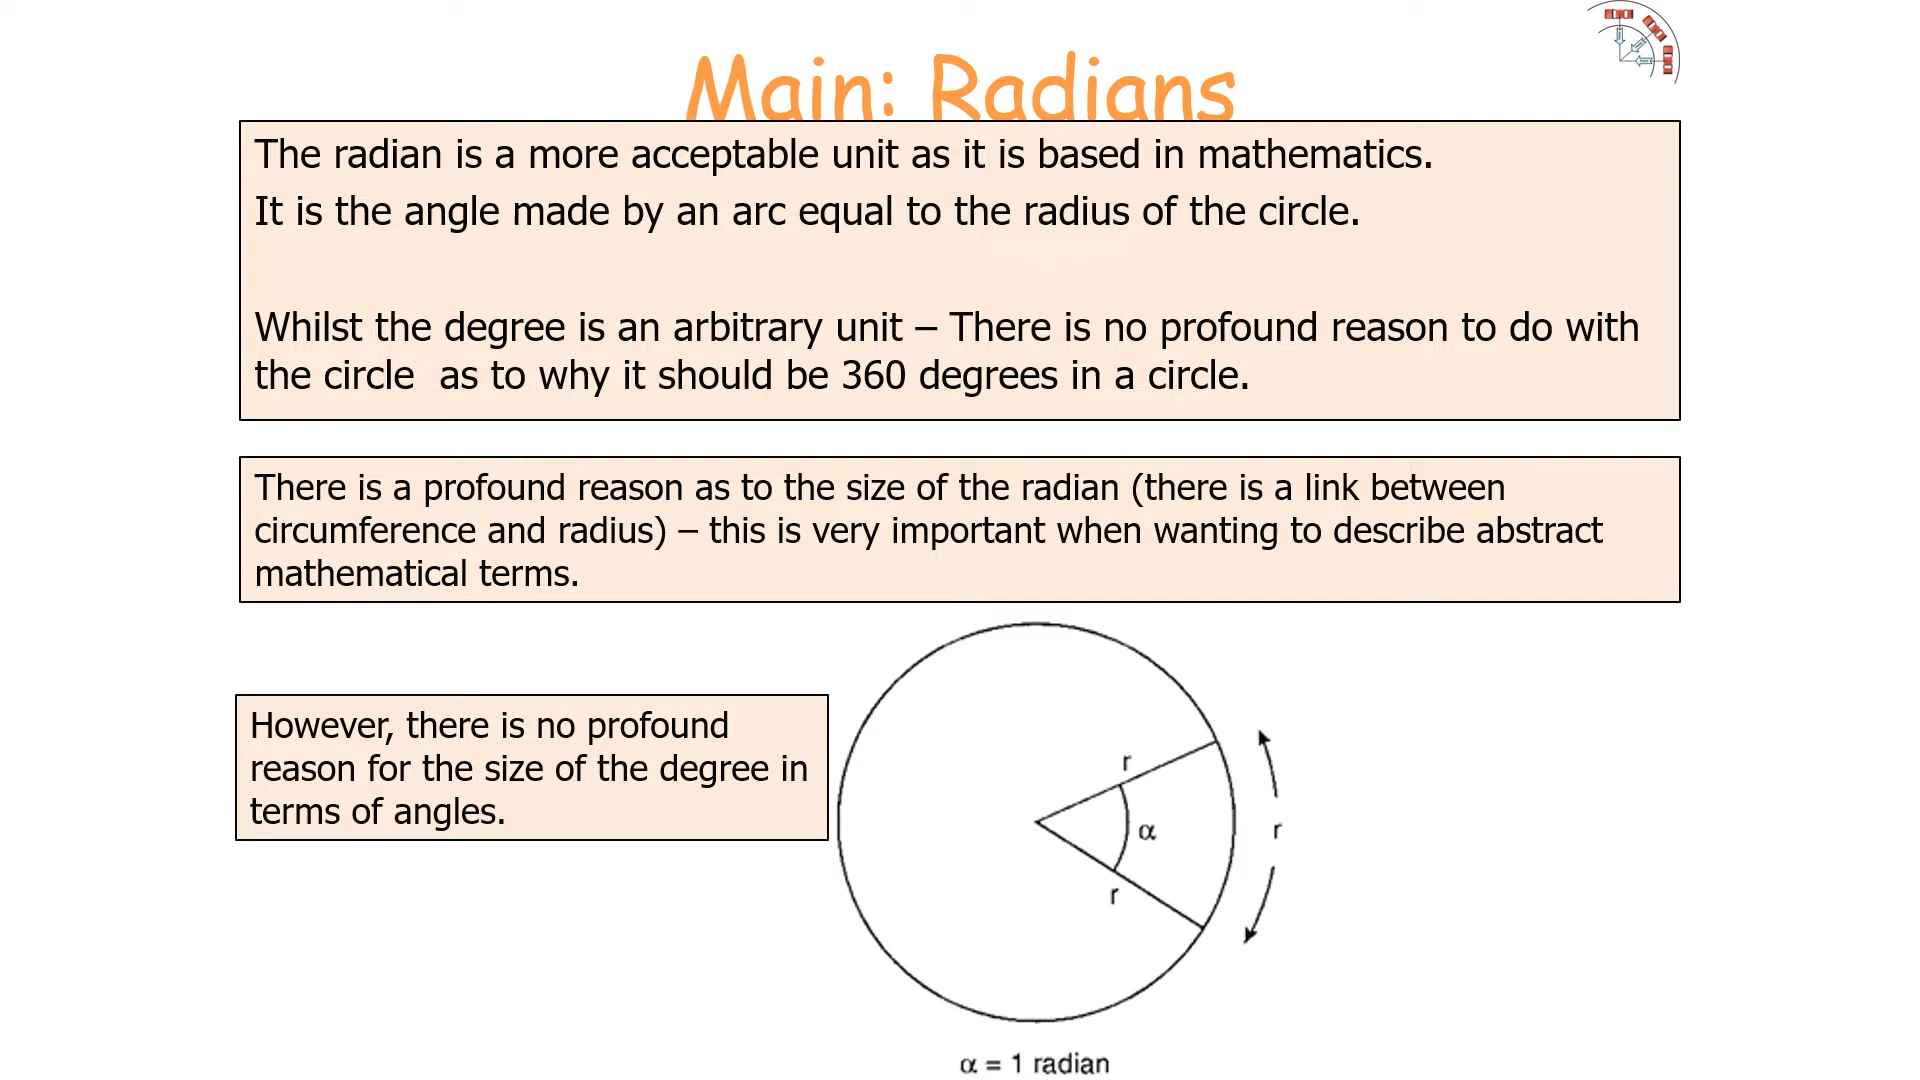 Main: Radians
The radian is a more acceptable unit as it is based in mathematics.
It is the angle made by an arc equal to the radius of the circle.
Whilst the degree is an arbitrary unit – There is no profound reason to do with
the circle  as to why it should be 360 degrees in a circle.
There is a profound reason as to the size of the radian (there is a link between
circumference and radius) – this is very important when wanting to describe abstract
mathematical terms.
However, there is no profound
reason for the size of the degree in
terms of angles.
r
α
r
r
α = 1 radian